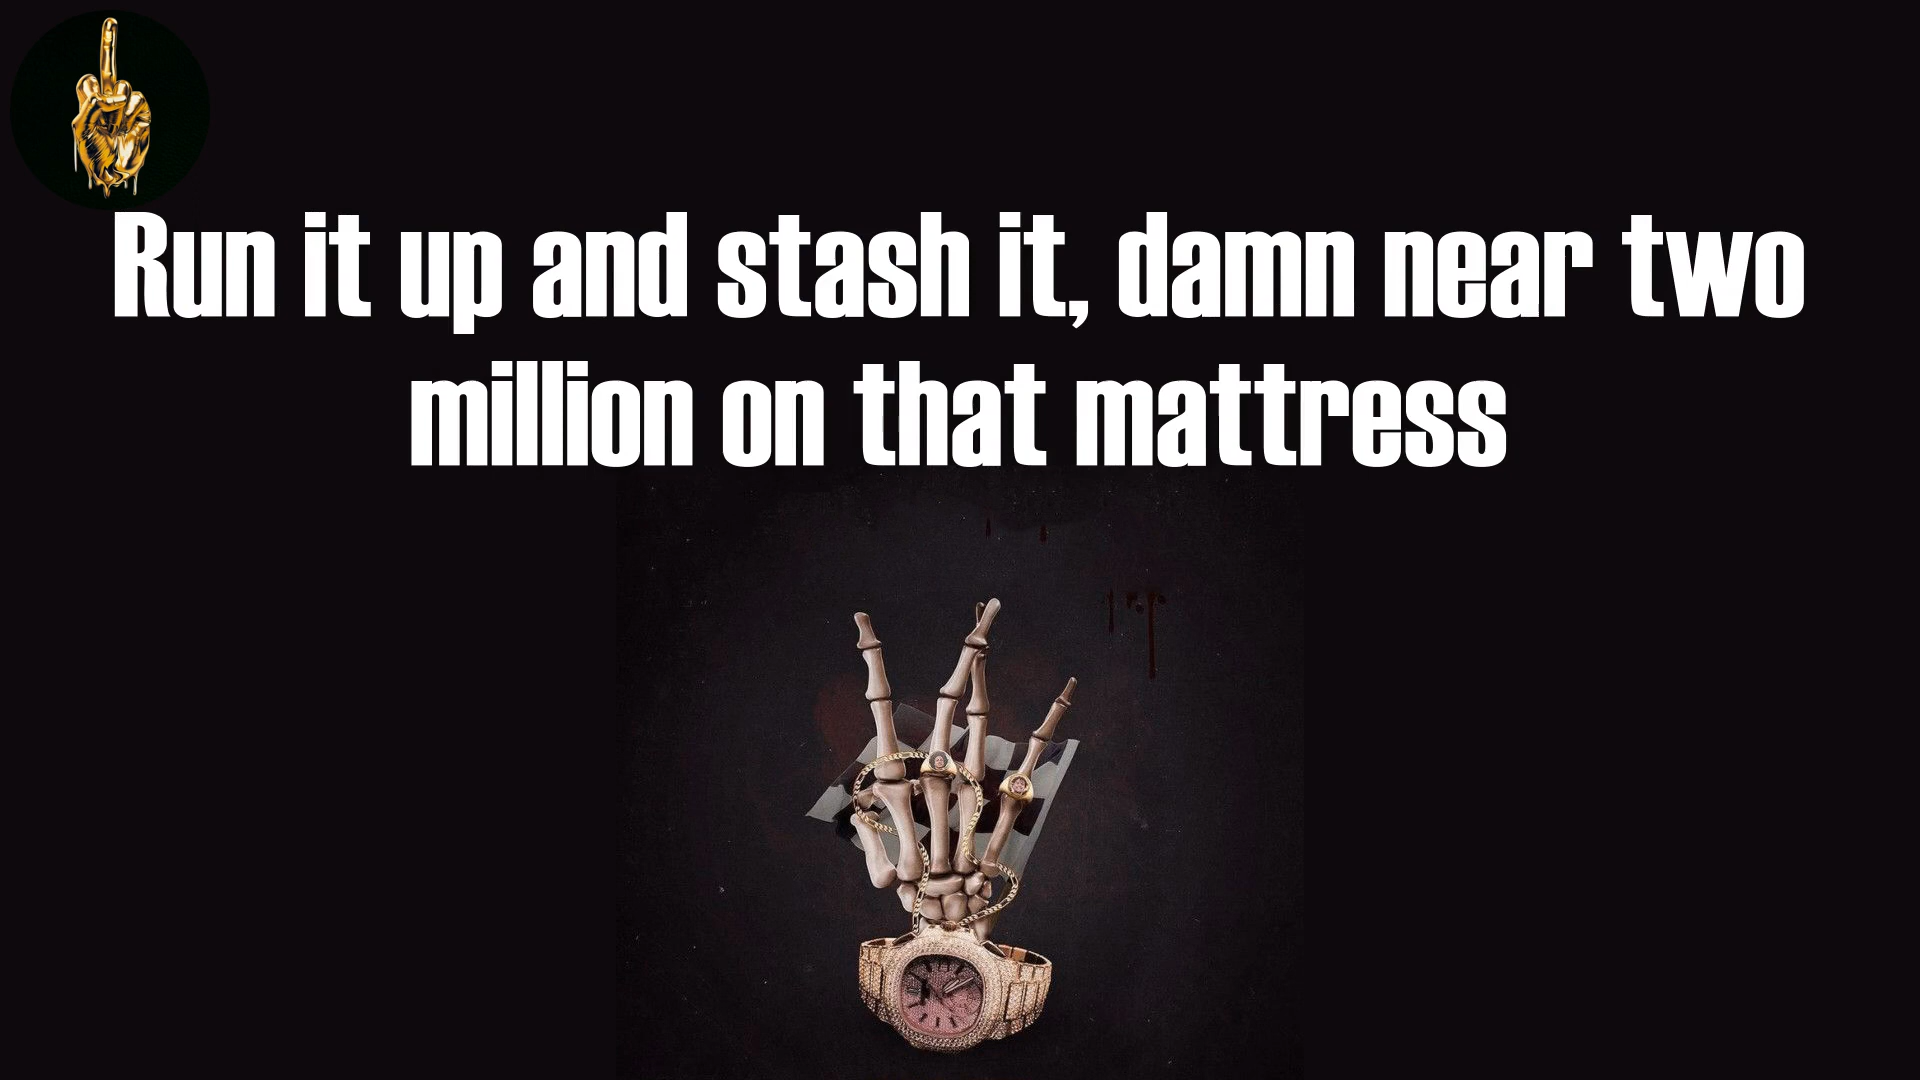 Run it up and stash it, damn near two
million on that mattress